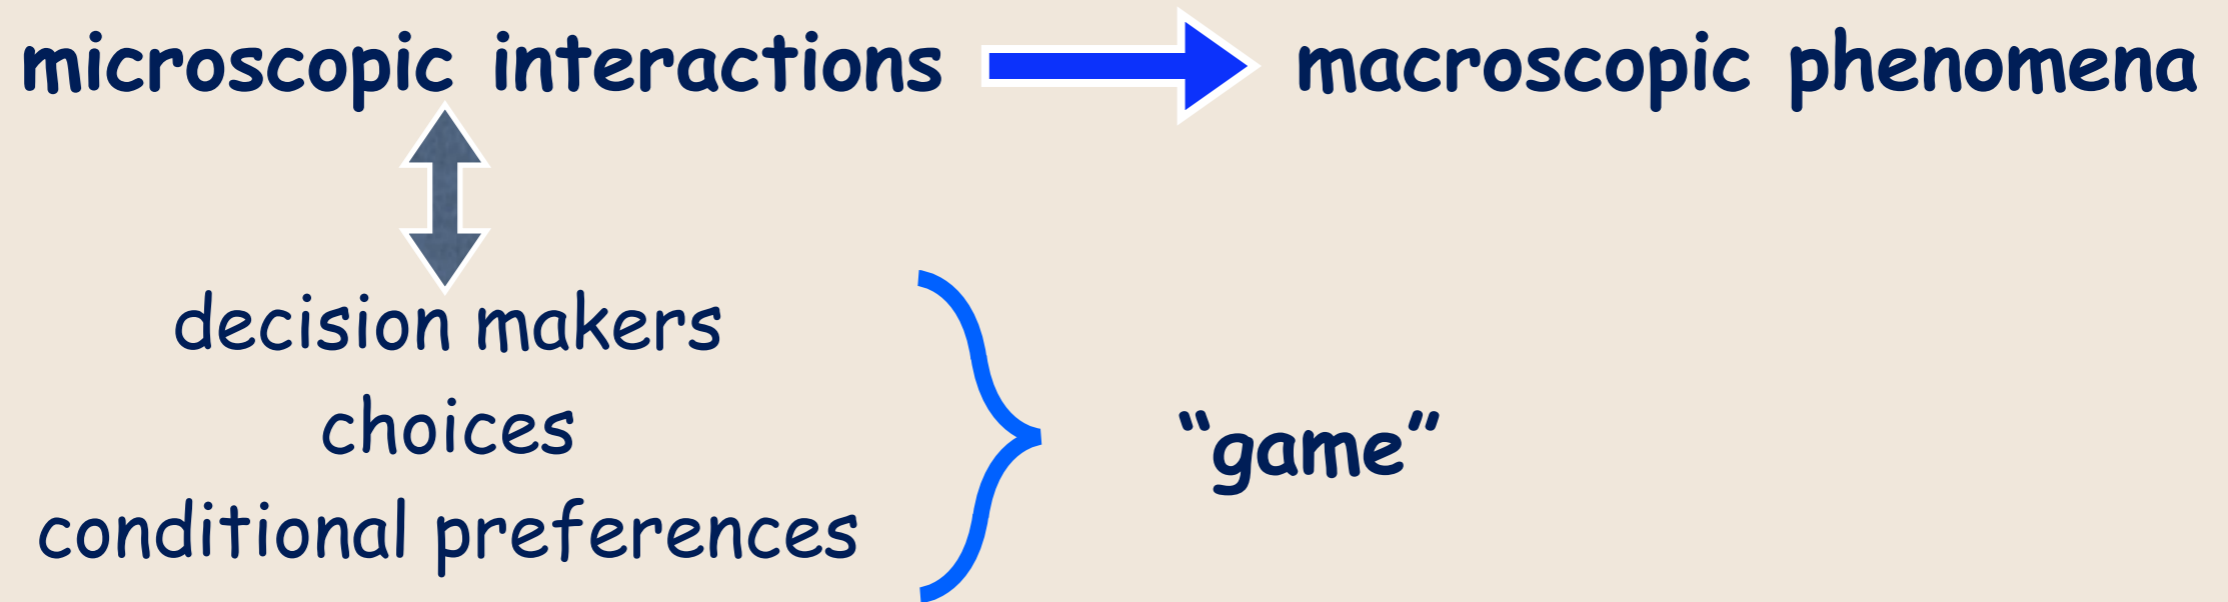 microscopic interactions
macroscopic phenomena
decision makers
choices
conditional preferences
“game”